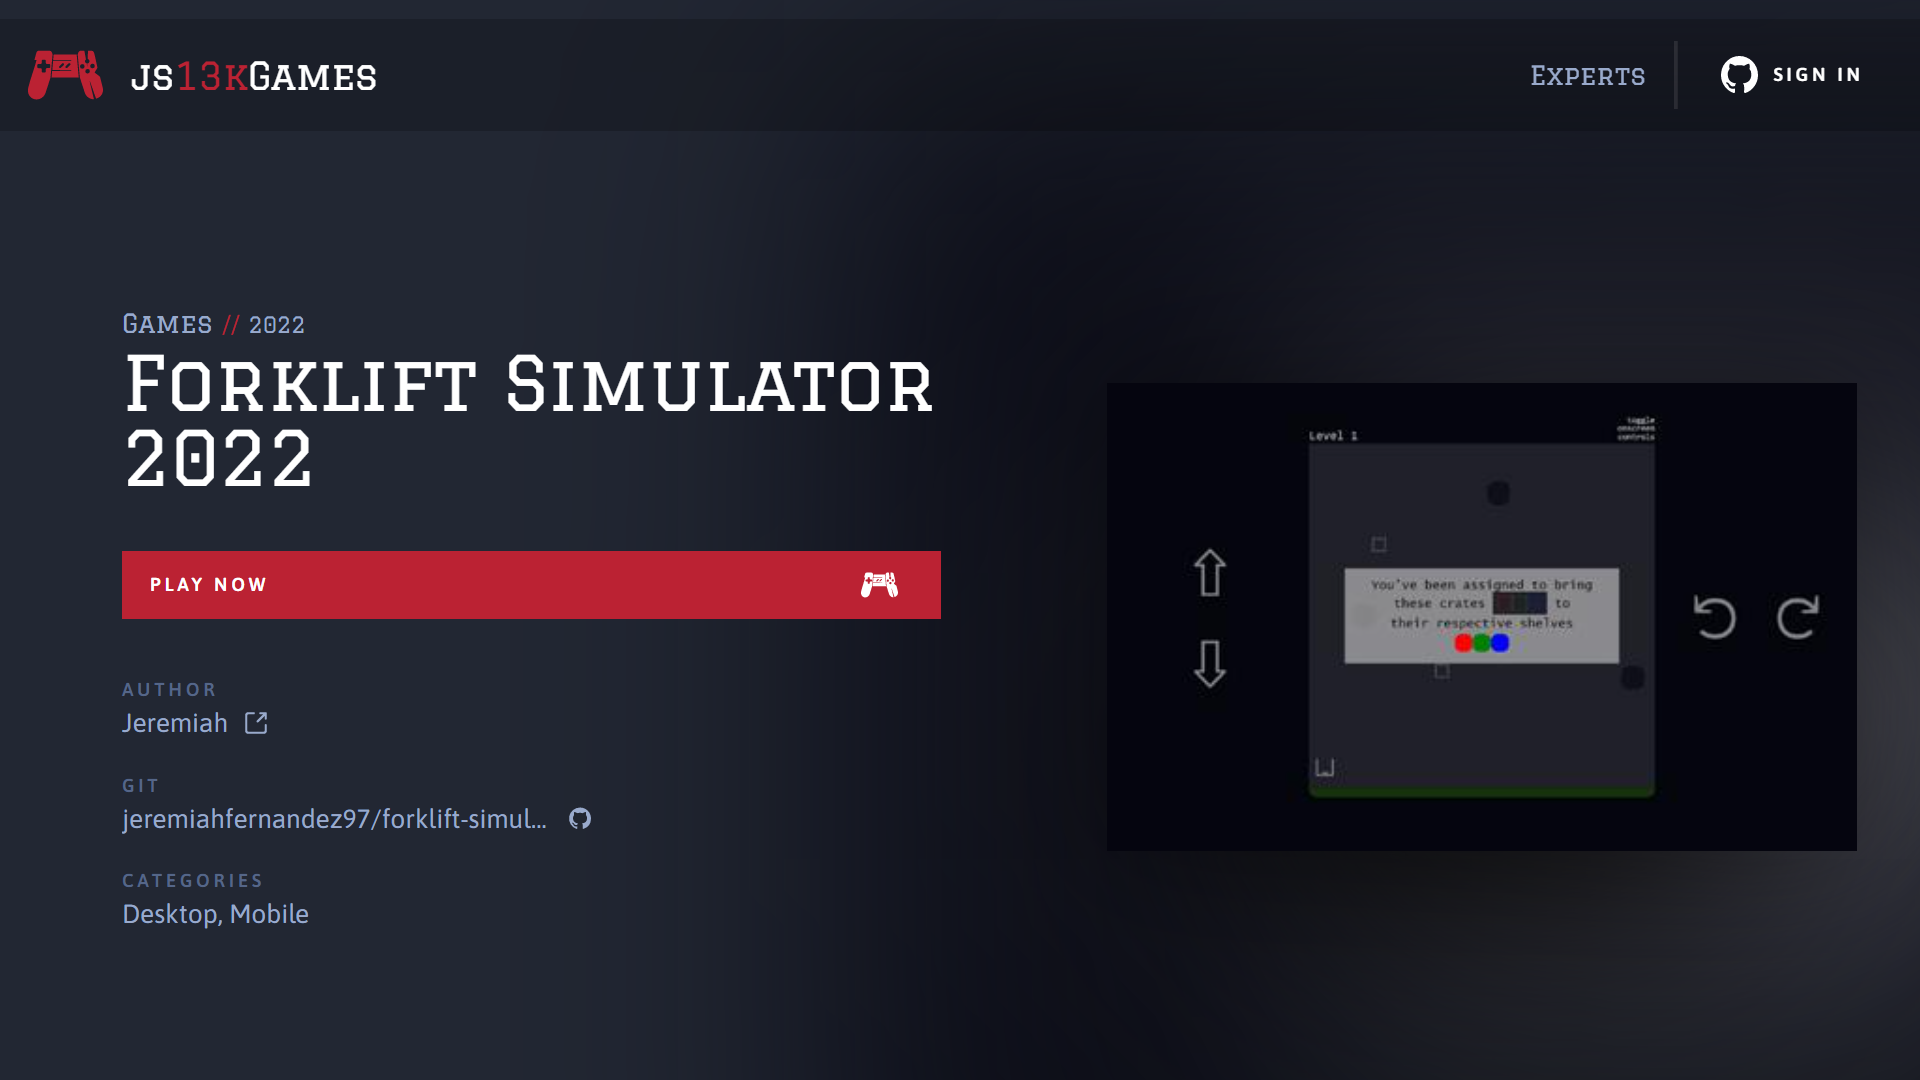 js13kGames
Experts
SIGN IN
Games // 2022
Forklift Simulator
2022
PLAY NOW
AUTHOR
Jeremiah
GIT
jeremiahfernandez97/forklift-simul...
CATEGORIES
Desktop, Mobile
Level 1
toggle
onscreen
controls
You've been assigned to bring
these crates to
their respective shelves